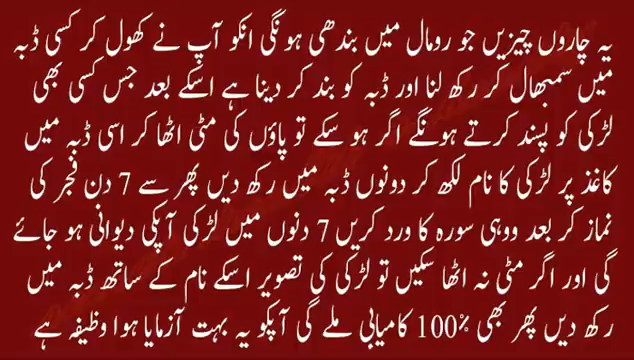 یہ چاروں چیزیں جو رومال میں بندھی ہونگی انکو آپ نے کھول کر کسی ڈبہ
میں سمبھال کر رکھ لنا اور ڈبہ کو بند کر دینا ہے اسکے بعد جس کسی بھی
لڑکی کو پسند کرتے ہونگے اگر ہو سکے تو پاؤں کی مٹی اٹھا کر اسی ڈبہ میں
کاغذ پر لڑکی کا نام لکھ کر دونوں ڈبہ میں رکھ دیں پھر سے 7 دن فجر کی
نماز کر بعد ووہی سورہ کا ورد کریں 7 دنوں میں لڑکی آپکی دیوانی ہو جائے
گی اور اگر مٹی نہ اٹھا سکیں تو لڑکی کی تصویر اسکے نام کے ساتھ ڈبہ میں
رکھ دیں پھر بھی %100 کامیابی ملے گی آپکو یہ بہت آزمایا ہوا وظیفہ ہے